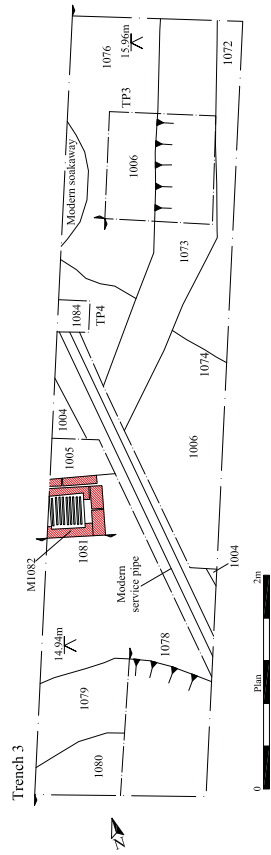 Trench 3
1080
1079
14.94m
1078
M1082
1081
1005
1004
1084
TP4
Modern
service pipe
1004
1006
1074
1073
Modern soakaway
1006
TP3
1076
15.96m
1072
N
0
Plan
2m